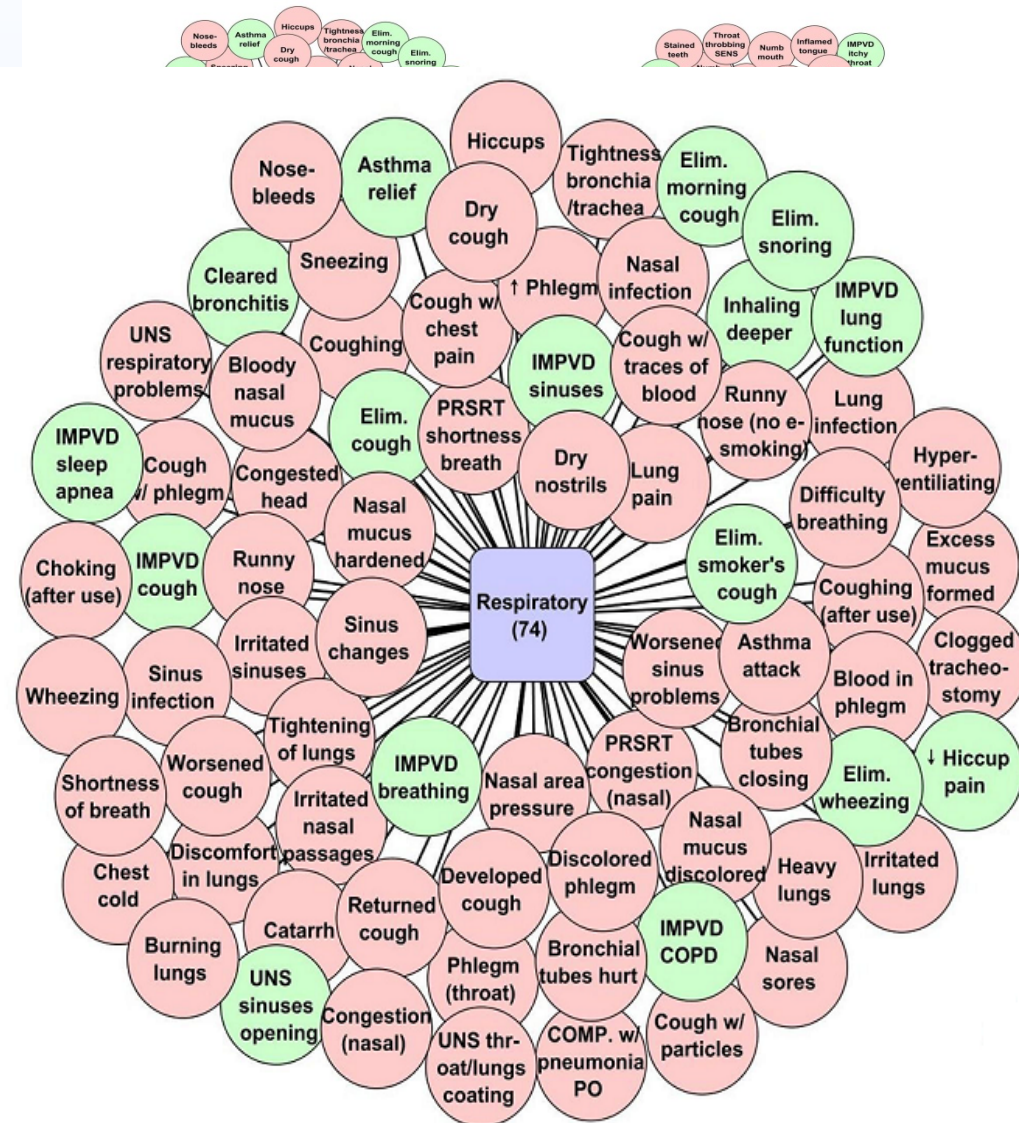 Nose-
bleeds
Asthma
relief
Hiccups
Dry
cough
Tightness
bronchia
/trachea
Elim.
morning
cough
Elim.
snoring
Stained
teeth
Throat
throbbing
SENS
Numb
mouth
Inflamed
tongue
IMPVD
itchy
throat
Hiccups
Nose-
bleeds
Asthma
relief
Tightness
bronchia
/trachea
Elim.
morning
cough
Dry
cough
Elim.
snoring
Sneezing
Cleared
bronchitis
↑ Phlegm
Nasal
infection
Inhaling
deeper
IMPVD
lung
function
Cough w/
chest
pain
UNS
respiratory
problems
Coughing
Bloody
nasal
mucus
IMPVD
sinuses
Cough w/
traces of
blood
Runny
nose (no e-
smoking)
Lung
infection
Elim.
cough
PRSRT
shortness
breath
IMPVD
sleep
apnea
Cough
w/ phlegm
Congested
head
Dry
nostrils
Lung
pain
Hyper-
ventiliating
Difficulty
breathing
Nasal
mucus
hardened
Choking
(after use)
IMPVD
cough
Runny
nose
Elim.
smoker's
cough
Excess
mucus
formed
Coughing
(after use)
Respiratory
(74)
Sinus
changes
Irritated
sinuses
Worsened
sinus
problems
Asthma
attack
Clogged
tracheo-
stomy
Wheezing
Sinus
infection
Blood in
phlegm
Tightening
of lungs
Bronchial
tubes
closing
Shortness
of breath
Worsened
cough
IMPVD
breathing
Nasal area
pressure
PRSRT
congestion
(nasal)
Elim.
wheezing
↓ Hiccup
pain
Irritated
nasal
passages
Nasal
mucus
discolored
Chest
cold
Discomfort
in lungs
Developed
cough
Discolored
phlegm
Heavy
lungs
Irritated
lungs
Catarrh
Returned
cough
IMPVD
COPD
Burning
lungs
Phlegm
(throat)
Bronchial
tubes hurt
Nasal
sores
UNS
sinuses
opening
Congestion
(nasal)
UNS thr-
oat/lungs
coating
COMP. w/
pneumonia
PO
Cough w/
particles